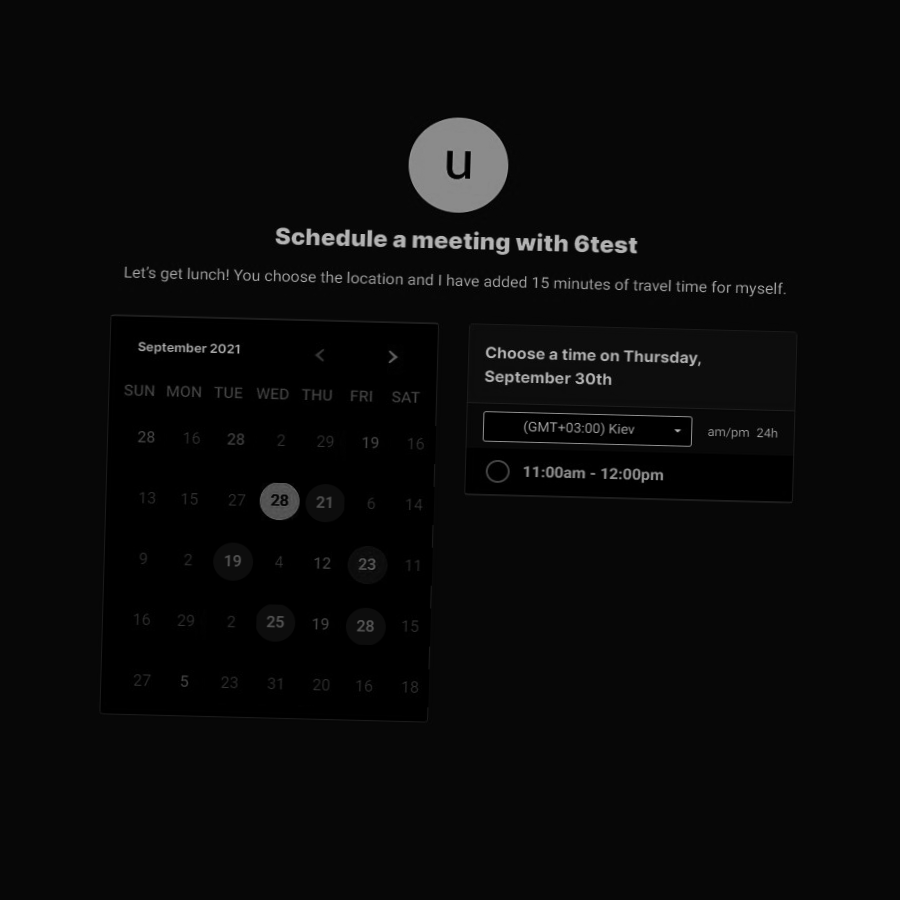 u
Schedule a meeting with 6test
Let's get lunch! You choose the location and I have added 15 minutes of travel time for myself.
September 2021
SUN MON TUE WED THU FRI SAT
28 16 28 2 29 19 16
13 15 27 28 21 6 14
9 2 19 4 12 23 11
16 29 2 25 19 28 15
27 5 23 31 20 16 18
Choose a time on Thursday,
September 30th
(GMT+03:00) Kiev am/pm 24h
11:00am - 12:00pm